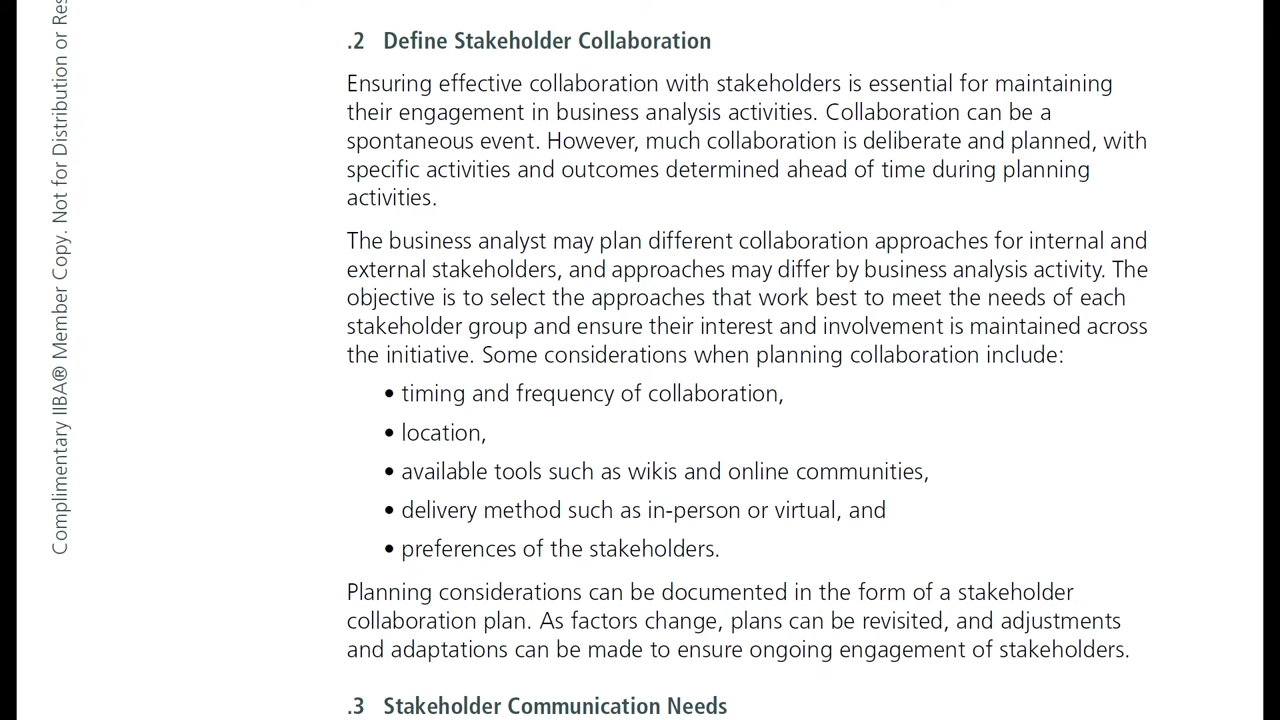 Complimentary IIBA® Member Copy. Not for Distribution or Res
.2 Define Stakeholder Collaboration
Ensuring effective collaboration with stakeholders is essential for maintaining
their engagement in business analysis activities. Collaboration can be a
spontaneous event. However, much collaboration is deliberate and planned, with
specific activities and outcomes determined ahead of time during planning
activities.
The business analyst may plan different collaboration approaches for internal and
external stakeholders, and approaches may differ by business analysis activity. The
objective is to select the approaches that work best to meet the needs of each
stakeholder group and ensure their interest and involvement is maintained across
the initiative. Some considerations when planning collaboration include:
• timing and frequency of collaboration,
• location,
• available tools such as wikis and online communities,
• delivery method such as in-person or virtual, and
• preferences of the stakeholders.
Planning considerations can be documented in the form of a stakeholder
collaboration plan. As factors change, plans can be revisited, and adjustments
and adaptations can be made to ensure ongoing engagement of stakeholders.
.3 Stakeholder Communication Needs